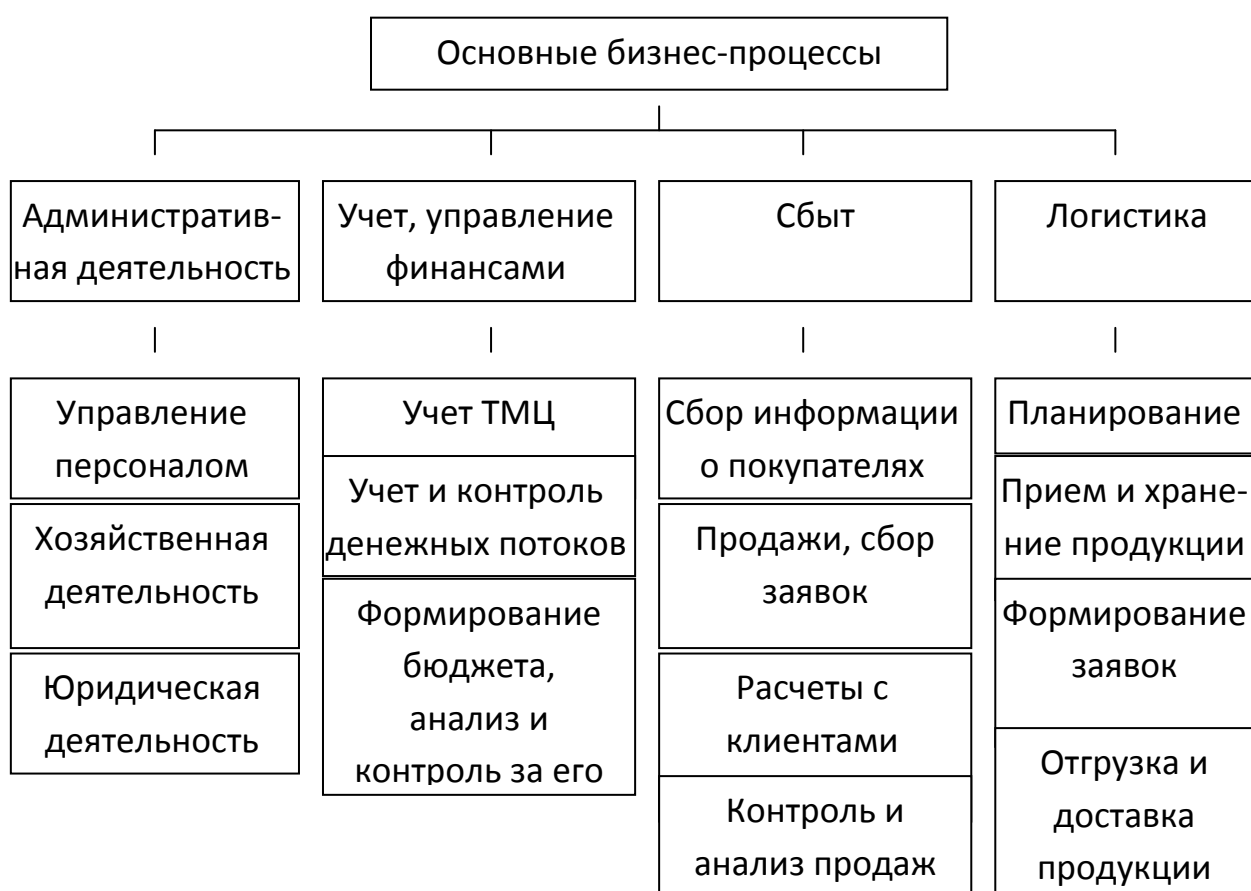 Основные бизнес-процессы
Административ-
ная деятельность
Учет, управление
финансами
Сбыт
Логистика
Управление
персоналом
Хозяйственная
деятельность
Юридическая
деятельность
Учет ТМЦ
Учет и контроль
денежных потоков
Формирование
бюджета,
анализ и
контроль за его
Сбор информации
о покупателях
Продажи, сбор
заявок
Расчеты с
клиентами
Контроль и
анализ продаж
Планирование
Прием и хране-
ние продукции
Формирование
заявок
Отгрузка и
доставка
продукции